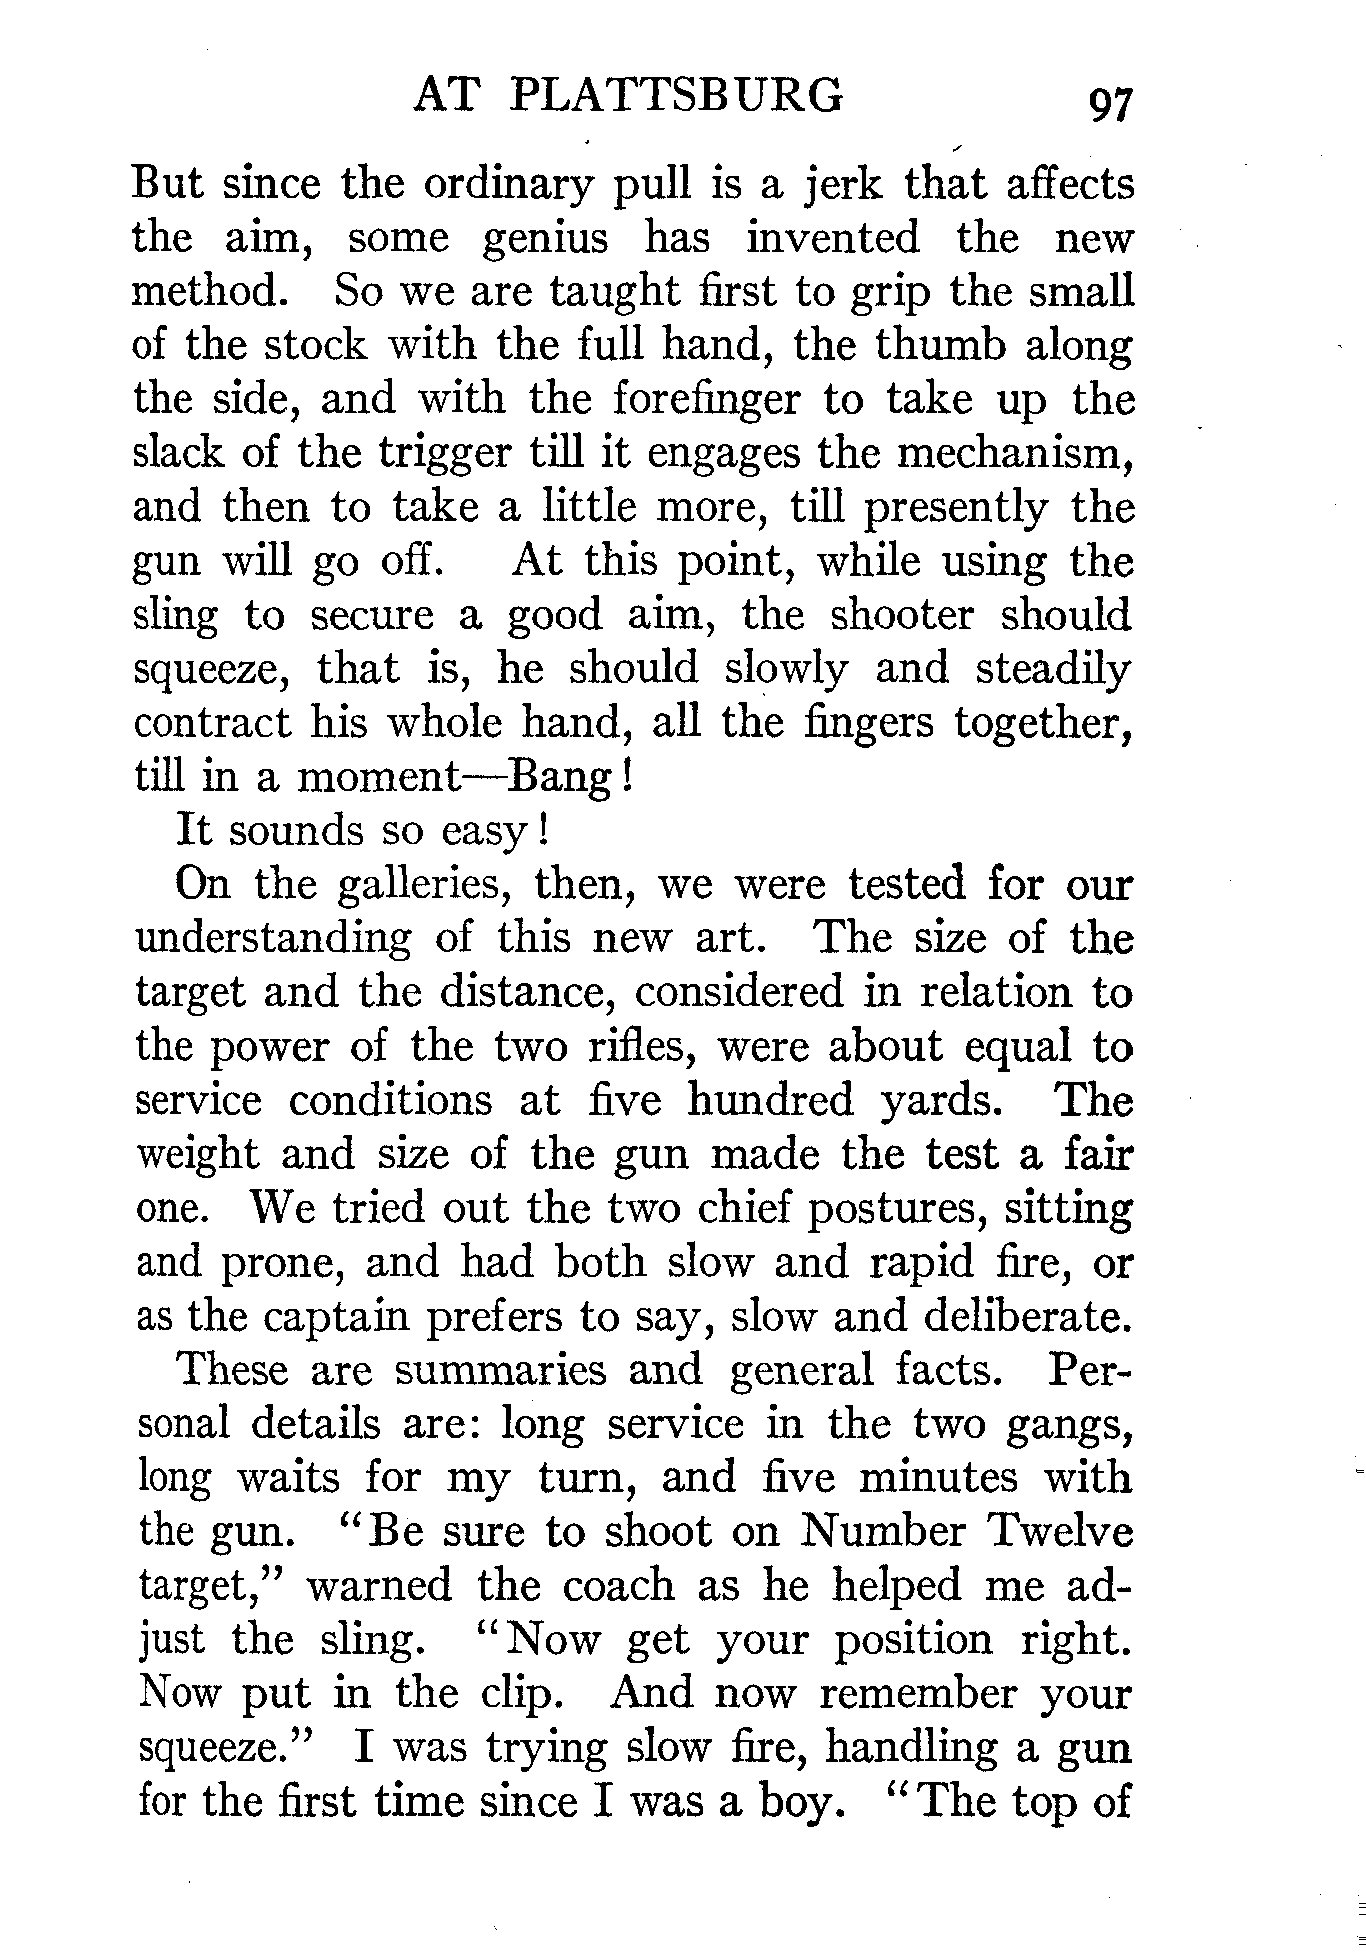 AT PLATTSBURG 97
But since the ordinary pull is a jerk that affects
the aim, some genius has invented the new
method. So we are taught first to grip the small
of the stock with the full hand, the thumb along
the side, and with the forefinger to take up the
slack of the trigger till it engages the mechanism,
and then to take a little more, till presently the
gun will go off. At this point, while using the
sling to secure a good aim, the shooter should
squeeze, that is, he should slowly and steadily
contract his whole hand, all the fingers together,
till in a moment—Bang!
It sounds so easy!
On the galleries, then, we were tested for our
understanding of this new art. The size of the
target and the distance, considered in relation to
the power of the two rifles, were about equal to
service conditions at five hundred yards. The
weight and size of the gun made the test a fair
one. We tried out the two chief postures, sitting
and prone, and had both slow and rapid fire, or
as the captain prefers to say, slow and deliberate.
These are summaries and general facts. Per-
sonal details are: long service in the two gangs,
long waits for my turn, and five minutes with
the gun. “Be sure to shoot on Number Twelve
target,” warned the coach as he helped me ad-
just the sling. “Now get your position right.
Now put in the clip. And now remember your
squeeze.” I was trying slow fire, handling a gun
for the first time since I was a boy. “The top of